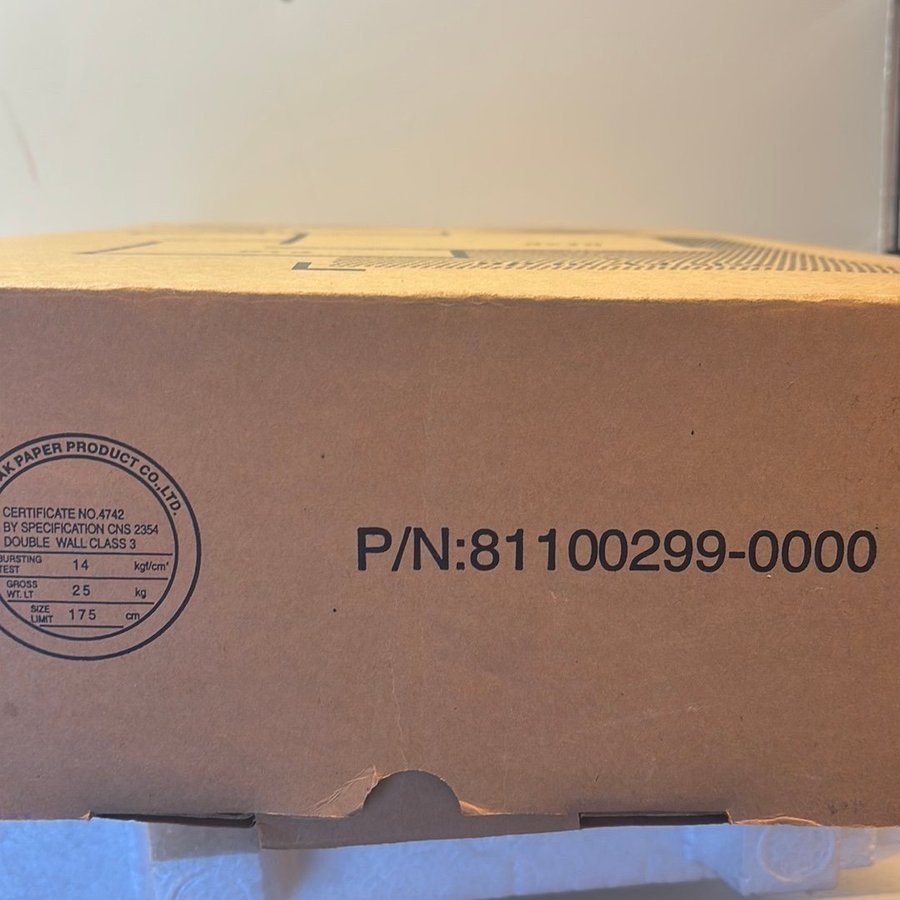 PAPER PRODUCT CO.,LTD.
CERTIFICATE NO.4742
BY SPECIFICATION CNS 2354
DOUBLE WALL CLASS 3
BURSTING TEST 14 kgf/cm²
GROSS WT. LT 25 kg
SIZE LIMIT 175 cm
P/N:81100299-0000